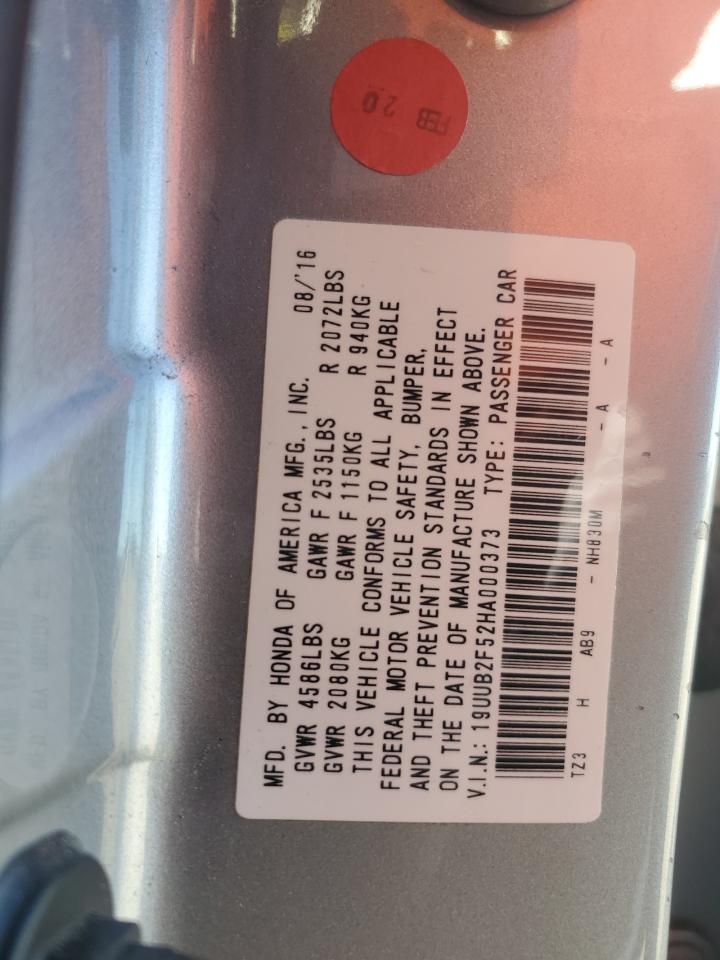 FEB 20
MFD. BY HONDA OF AMERICA MFG., INC. 08/'16
GVWR 4586LBS GAWR F 2535LBS R 2072LBS
GVWR 2080KG GAWR F 1150KG R 940KG
THIS VEHICLE CONFORMS TO ALL APPLICABLE
FEDERAL MOTOR VEHICLE SAFETY, BUMPER,
AND THEFT PREVENTION STANDARDS IN EFFECT
ON THE DATE OF MANUFACTURE SHOWN ABOVE.
V.I.N.: 19UUB2F52HA000373 TYPE: PASSENGER CAR
TZ3 H AB9 - NH830M - A - A